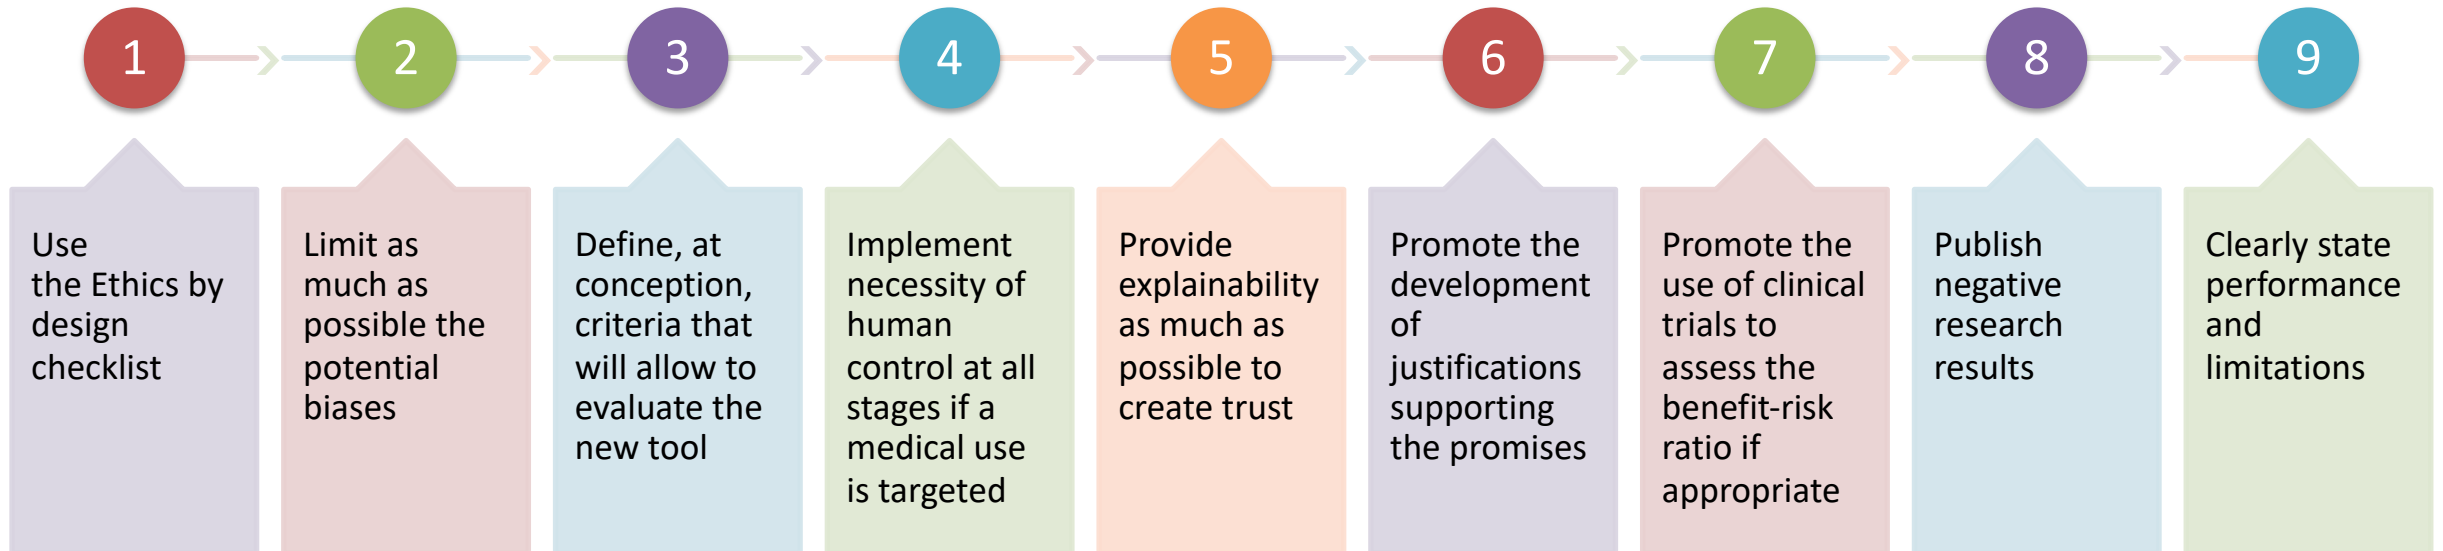 1
Use
the Ethics by
design
checklist
2
Limit as
much as
possible the
potential
biases
3
Define, at
conception,
criteria that
will allow to
evaluate the
new tool
4
Implement
necessity of
human
control at all
stages if a
medical use
is targeted
5
Provide
explainability
as much as
possible to
create trust
6
Promote the
development
of
justifications
supporting
the promises
7
Promote the
use of clinical
trials to
assess the
benefit-risk
ratio if
appropriate
8
Publish
negative
research
results
9
Clearly state
performance
and
limitations